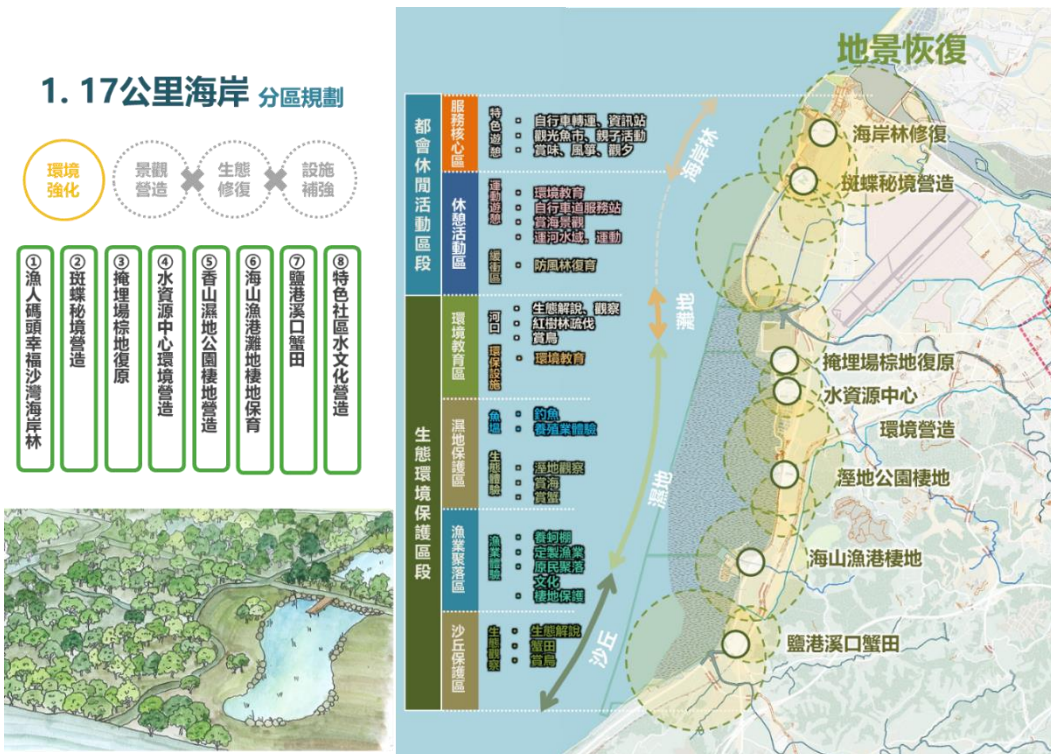 1. 17公里海岸 分區規劃
環境
強化
景觀
營造
生態
修復
設施
補強
①漁人碼頭幸福沙灣海岸林
②斑蝶秘境營造
③掩埋場棕地復原
④水資源中心環境營造
⑤香山濕地公園棲地營造
⑥海山漁港灘地棲地保育
⑦鹽港溪口蟹田
⑧特色社區水文化營造
都會休閒活動區段
服務核心區
特色遊憩
自行車轉運、資訊站
觀光魚市、親子活動
賞味、風箏、觀夕
休憩活動區
運動遊憩
環境教育
自行車道服務站
賞海景觀
運河水域、運動
緩衝區
防風林復育
生態環境保護區段
環境教育區
河口
生態解說、觀察
紅樹林疏伐
賞鳥
環保設施
環境教育
濕地保護區
魚塭
釣魚
養殖業體驗
生態體驗
溼地觀察
賞海
賞蟹
漁業聚落區
漁業體驗
養蚵棚
定製漁業
原民聚落
文化
棲地保護
沙丘保護區
生態觀察
生態解說
蟹田
賞鳥
海岸林
灘地
濕地
沙丘
地景恢復
海岸林修復
斑蝶秘境營造
掩埋場棕地復原
水資源中心
環境營造
溼地公園棲地
海山漁港棲地
鹽港溪口蟹田